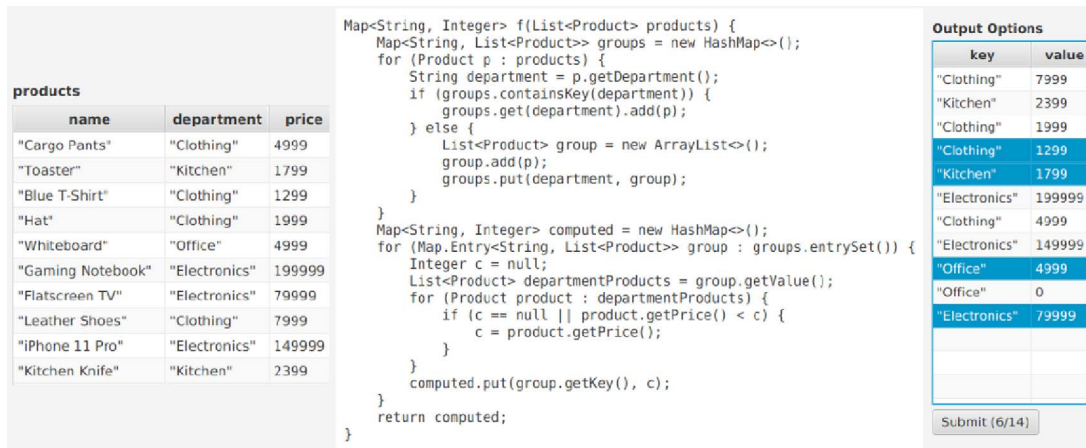 products
name department price
"Cargo Pants" "Clothing" 4999
"Toaster" "Kitchen" 1799
"Blue T-Shirt" "Clothing" 1299
"Hat" "Clothing" 1999
"Whiteboard" "Office" 4999
"Gaming Notebook" "Electronics" 199999
"Flatscreen TV" "Electronics" 79999
"Leather Shoes" "Clothing" 7999
"iPhone 11 Pro" "Electronics" 149999
"Kitchen Knife" "Kitchen" 2399
Map<String, Integer> f(List<Product> products) {
    Map<String, List<Product>> groups = new HashMap<>();
    for (Product p : products) {
        String department = p.getDepartment();
        if (groups.containsKey(department)) {
            groups.get(department).add(p);
        } else {
            List<Product> group = new ArrayList<>();
            group.add(p);
            groups.put(department, group);
        }
    }
    Map<String, Integer> computed = new HashMap<>();
    for (Map.Entry<String, List<Product>> group : groups.entrySet()) {
        Integer c = null;
        List<Product> departmentProducts = group.getValue();
        for (Product product : departmentProducts) {
            if (c == null || product.getPrice() < c) {
                c = product.getPrice();
            }
        }
        computed.put(group.getKey(), c);
    }
    return computed;
}
Output Options
key value
"Clothing" 7999
"Kitchen" 2399
"Clothing" 1999
"Clothing" 1299
"Kitchen" 1799
"Electronics" 199999
"Clothing" 4999
"Electronics" 149999
"Office" 4999
"Office" 0
"Electronics" 79999
Submit (6/14)